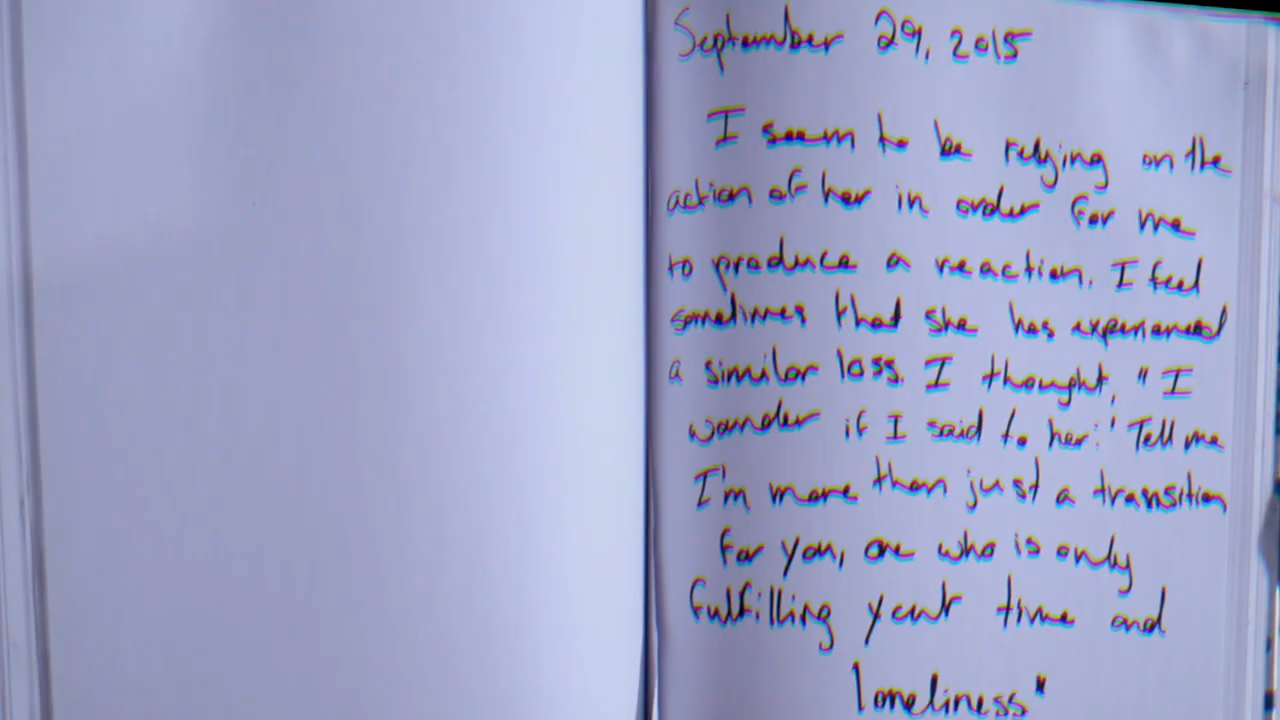 September 29, 2015
I seem to be relying on the
action of her in order for me
to produce a reaction. I feel
sometimes that she has experienced
a similar loss. I thought, "I
wonder if I said to her: 'Tell me
I'm more than just a transition
for you, one who is only
fulfilling your time and
loneliness"